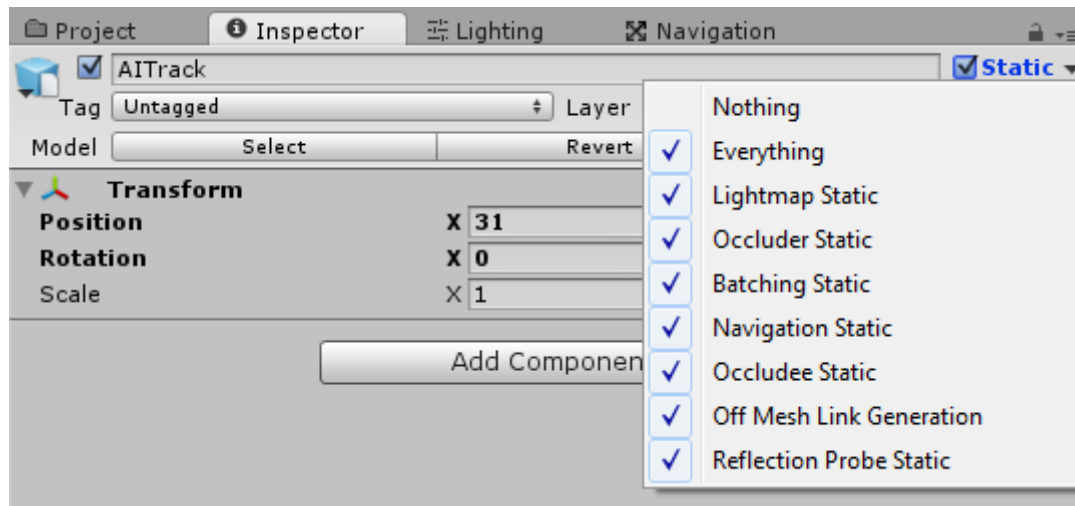 Project Inspector Lighting Navigation
AITrack Static
Tag Untagged Layer
Model Select Revert
Transform
Position X 31
Rotation X 0
Scale X 1
Add Componen
Nothing
Everything
Lightmap Static
Occluder Static
Batching Static
Navigation Static
Occludee Static
Off Mesh Link Generation
Reflection Probe Static